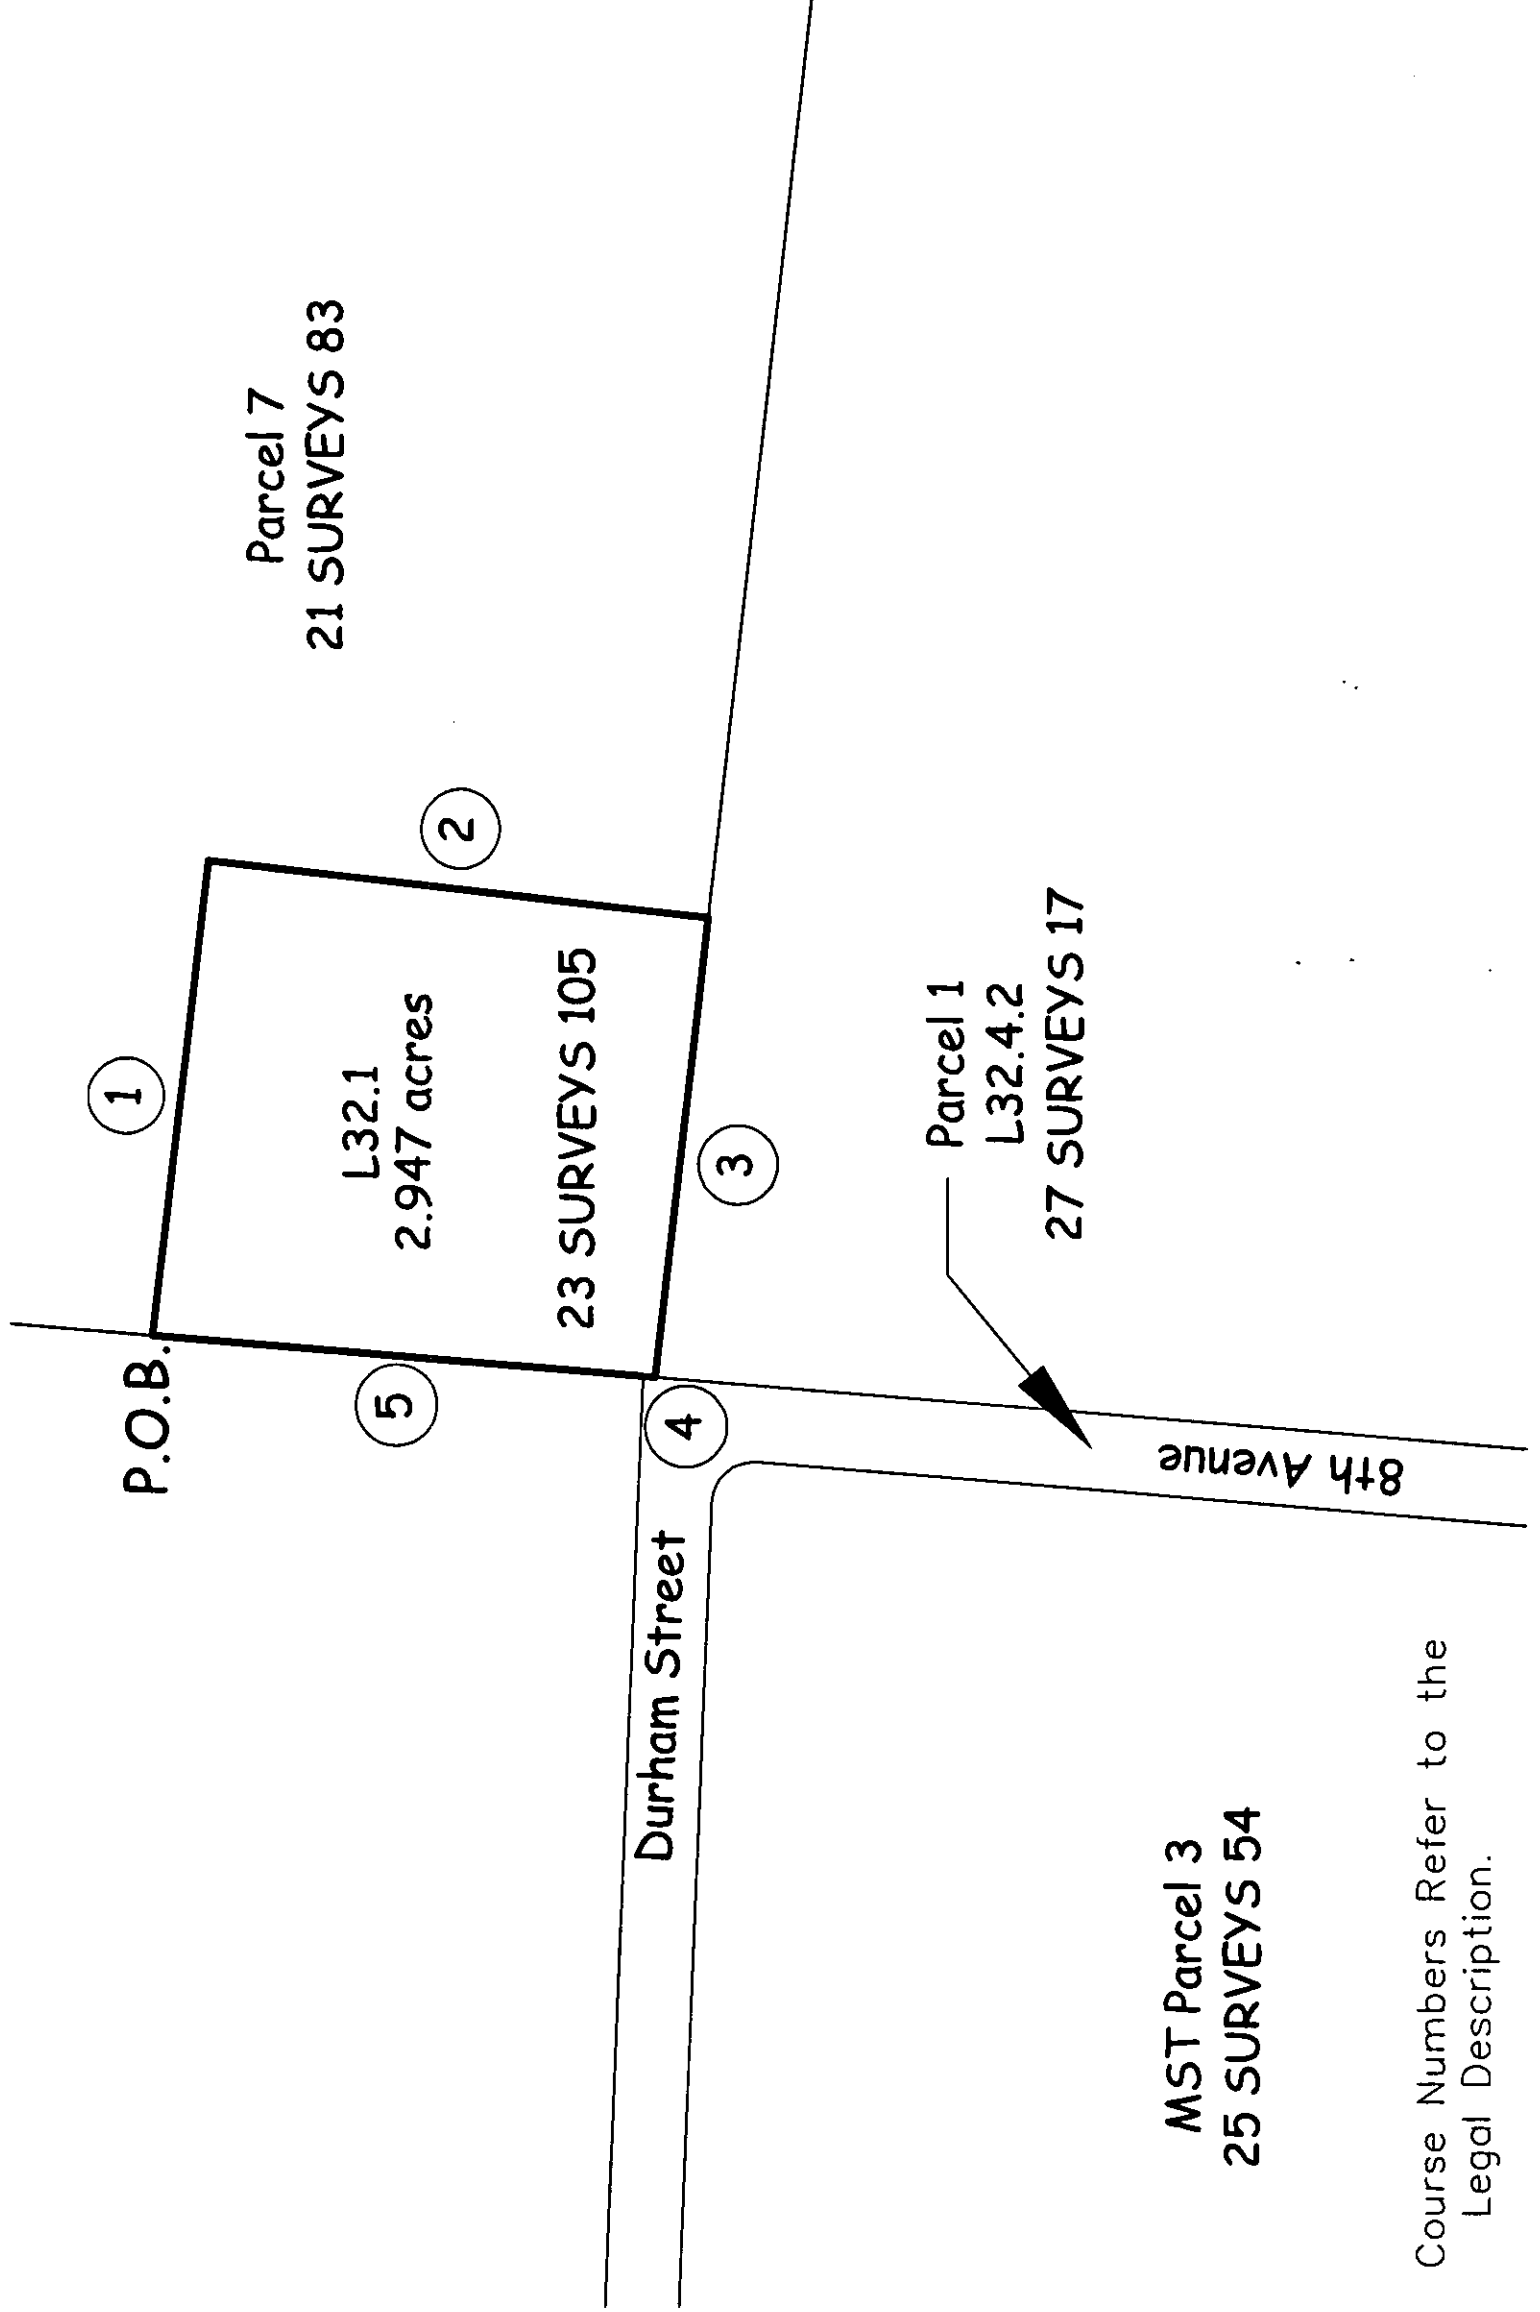 P.O.B.
1
Parcel 7
21 SURVEYS 83
L32.1
2.947 acres
23 SURVEYS 105
2
5
3
4
Durham Street
Parcel 1
L32.4.2
27 SURVEYS 17
8th Avenue
MST Parcel 3
25 SURVEYS 54
Course Numbers Refer to the
Legal Description.